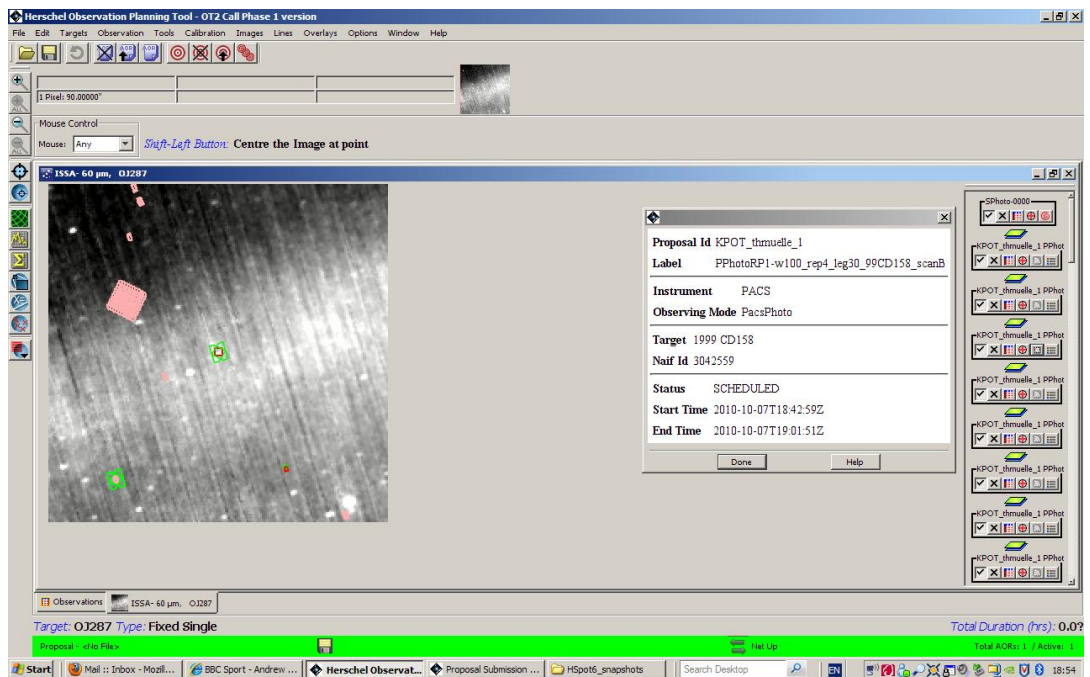 Herschel Observation Planning Tool - OT2 Call Phase 1 version
File Edit Targets Observation Tools Calibration Images Lines Overlays Options Window Help
1 Pixel: 90.00000"
Mouse Control
Mouse: Any Shift-Left Button: Centre the Image at point
ISSA- 60 µm, OJ287
SPhoto-0000
KPOT_thmuelle_1 PPhot
KPOT_thmuelle_1 PPhot
KPOT_thmuelle_1 PPhot
KPOT_thmuelle_1 PPhot
KPOT_thmuelle_1 PPhot
KPOT_thmuelle_1 PPhot
KPOT_thmuelle_1 PPhot
KPOT_thmuelle_1 PPhot
Proposal Id KPOT_thmuelle_1
Label PPhotoRP1-w100_rep4_leg30_99CD158_scanB
Instrument PACS
Observing Mode PacsPhoto
Target 1999 CD158
Naif Id 3042559
Status SCHEDULED
Start Time 2010-10-07T18:42:59Z
End Time 2010-10-07T19:01:51Z
Done Help
Observations ISSA- 60 µm, OJ287
Target: OJ287 Type: Fixed Single Total Duration (hrs): 0.0?
Proposal - <No File> Net Up Total AORs: 1 / Active: 1
Start Mail :: Inbox - Mozil... BBC Sport - Andrew ... Herschel Observat... Proposal Submission ... HSpot6_snapshots Search Desktop EN 18:54